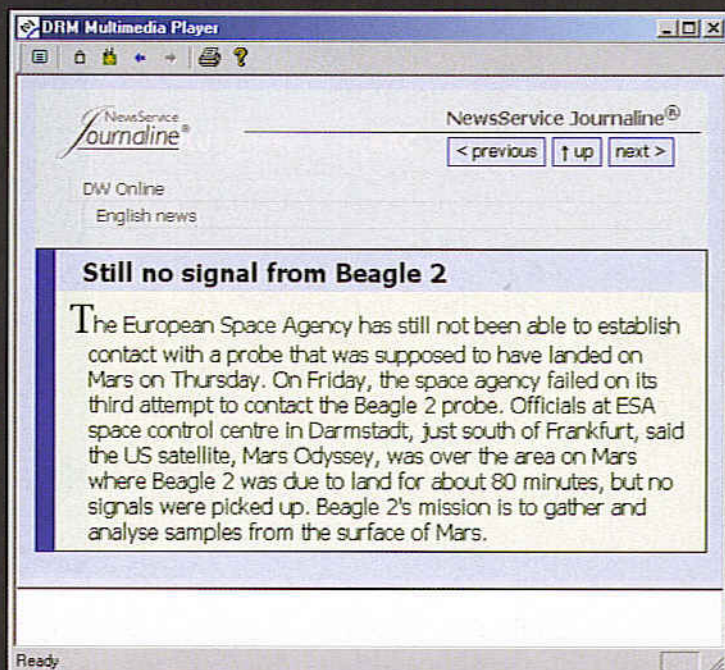 DRM Multimedia Player
NewsService
Journaline®
NewsService Journaline®
< previous
↑ up
next >
DW Online
English news
Still no signal from Beagle 2
The European Space Agency has still not been able to establish
contact with a probe that was supposed to have landed on
Mars on Thursday. On Friday, the space agency failed on its
third attempt to contact the Beagle 2 probe. Officials at ESA
space control centre in Darmstadt, just south of Frankfurt, said
the US satellite, Mars Odyssey, was over the area on Mars
where Beagle 2 was due to land for about 80 minutes, but no
signals were picked up. Beagle 2's mission is to gather and
analyse samples from the surface of Mars.
Ready